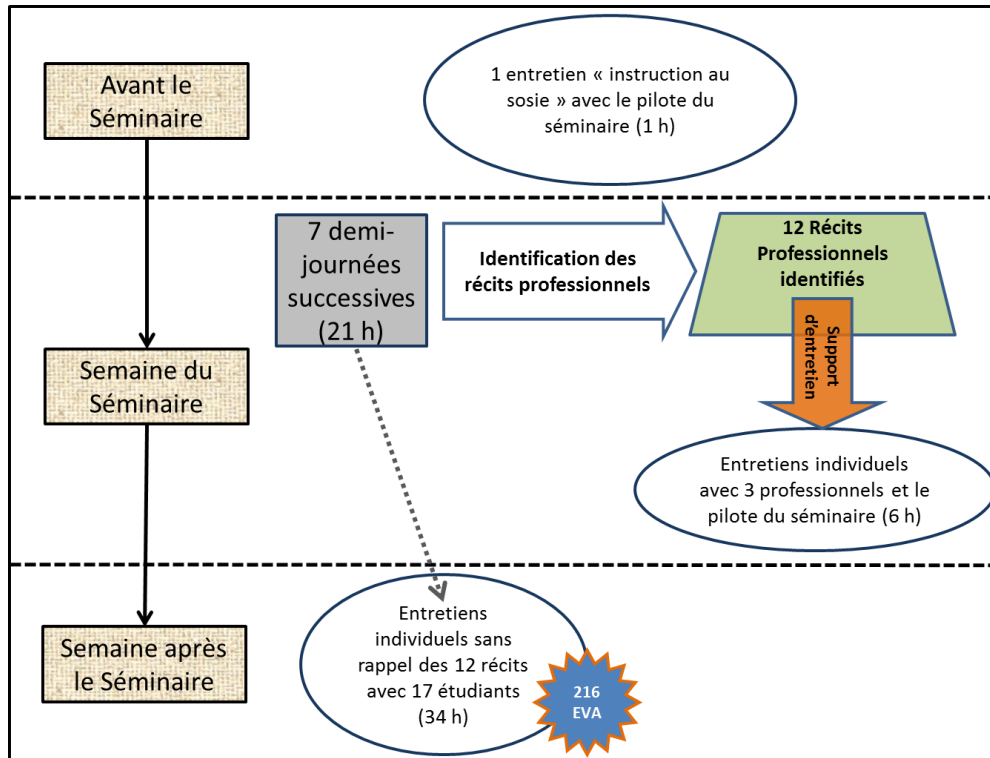 Avant le
Séminaire
1 entretien « instruction au
sosie » avec le pilote du
séminaire (1 h)
7 demi-
journées
successives
(21 h)
Identification des
récits professionnels
12 Récits
Professionnels
identifiés
Support
d'entretien
Semaine du
Séminaire
Entretiens individuels
avec 3 professionnels et le
pilote du séminaire (6 h)
Semaine après
le Séminaire
Entretiens
individuels sans
rappel des 12 récits
avec 17 étudiants
(34 h)
216
EVA